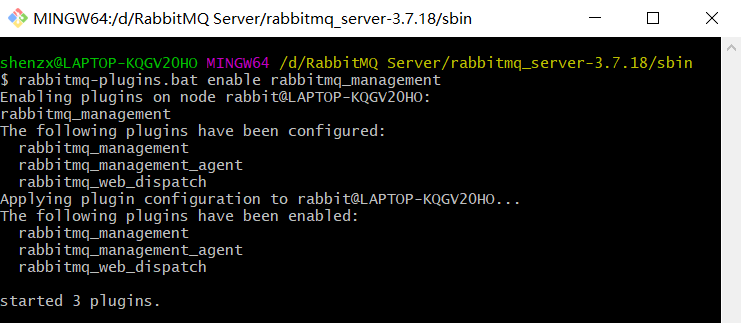 MINGW64:/d/RabbitMQ Server/rabbitmq_server-3.7.18/sbin
shenzx@LAPTOP-KQGV2OHO MINGW64 /d/RabbitMQ Server/rabbitmq_server-3.7.18/sbin
$ rabbitmq-plugins.bat enable rabbitmq_management
Enabling plugins on node rabbit@LAPTOP-KQGV2OHO:
rabbitmq_management
The following plugins have been configured:
  rabbitmq_management
  rabbitmq_management_agent
  rabbitmq_web_dispatch
Applying plugin configuration to rabbit@LAPTOP-KQGV2OHO...
The following plugins have been enabled:
  rabbitmq_management
  rabbitmq_management_agent
  rabbitmq_web_dispatch
started 3 plugins.